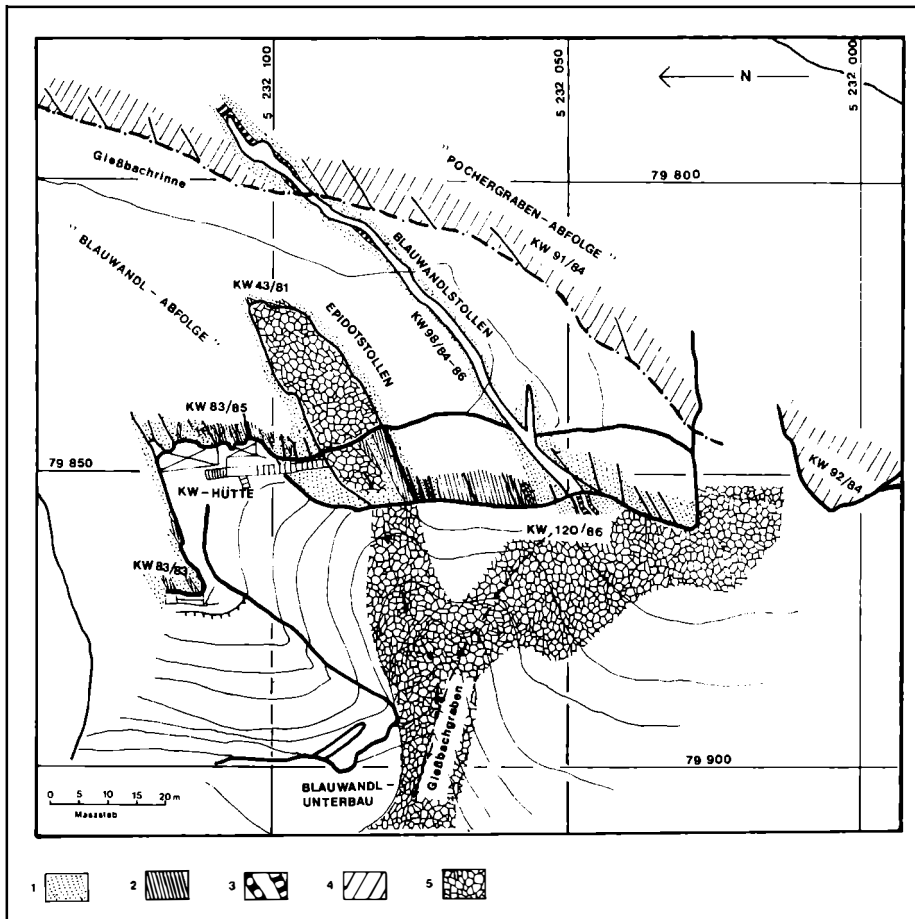 5 232 100
5 232 050
5 232 000
N
Gießbachrinne
"POCHERGRABEN-ABFOLGE"
79 800
KW 91/84
"BLAUWANDL-ABFOLGE"
BLAUWANDLSTOLLEN
KW 43/81
EPIDOTSTOLLEN
KW 98/84-86
KW 83/85
79 850
KW-HÜTTE
KW 92/84
KW 120/86
KW 83/83
Gießbachgraben
79 900
BLAUWANDL-
UNTERBAU
0 5 10 15 20m
Massstab
1 2 3 4 5